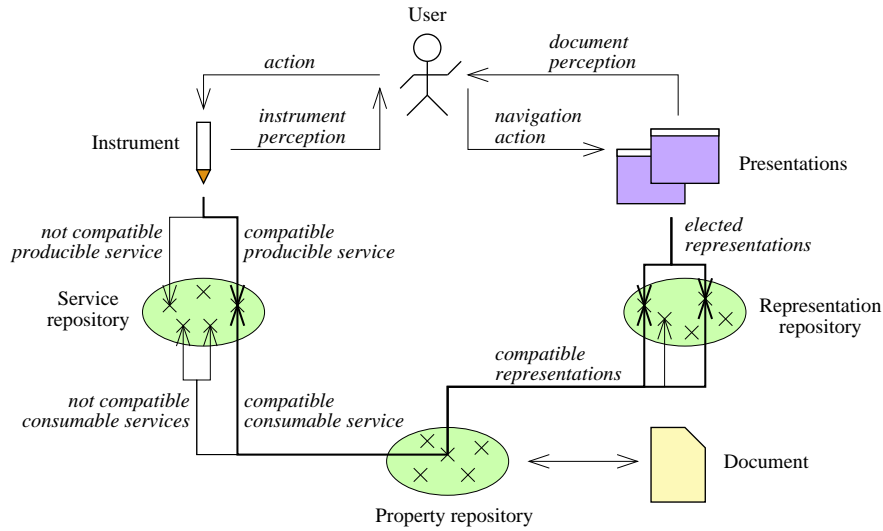 User
action
document
perception
instrument
perception
navigation
action
Instrument
Presentations
not compatible
producible service
compatible
producible service
elected
representations
Service
repository
Representation
repository
compatible
representations
not compatible
consumable services
compatible
consumable service
Document
Property repository